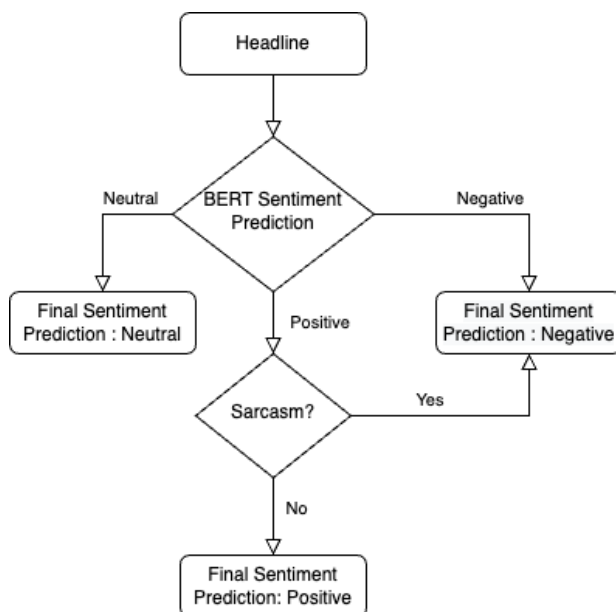 Headline
BERT Sentiment
Prediction
Neutral
Negative
Final Sentiment
Prediction : Neutral
Final Sentiment
Prediction : Negative
Positive
Sarcasm?
Yes
No
Final Sentiment
Prediction: Positive